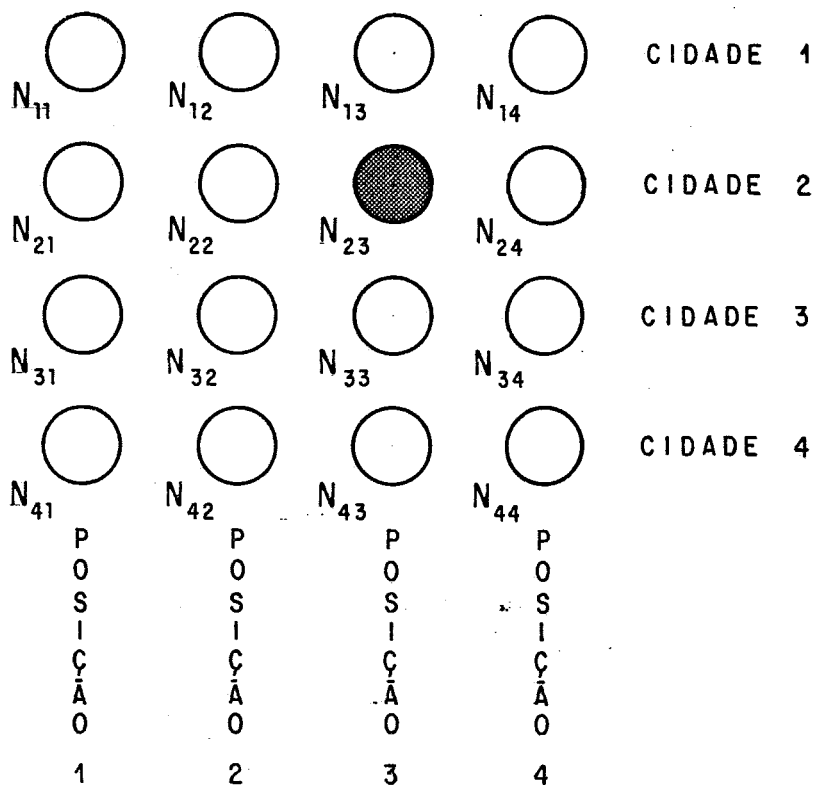 CIDADE 1
N11 N12 N13 N14
CIDADE 2
N21 N22 N23 N24
CIDADE 3
N31 N32 N33 N34
CIDADE 4
N41 N42 N43 N44
POSIÇÃO 1
POSIÇÃO 2
POSIÇÃO 3
POSIÇÃO 4